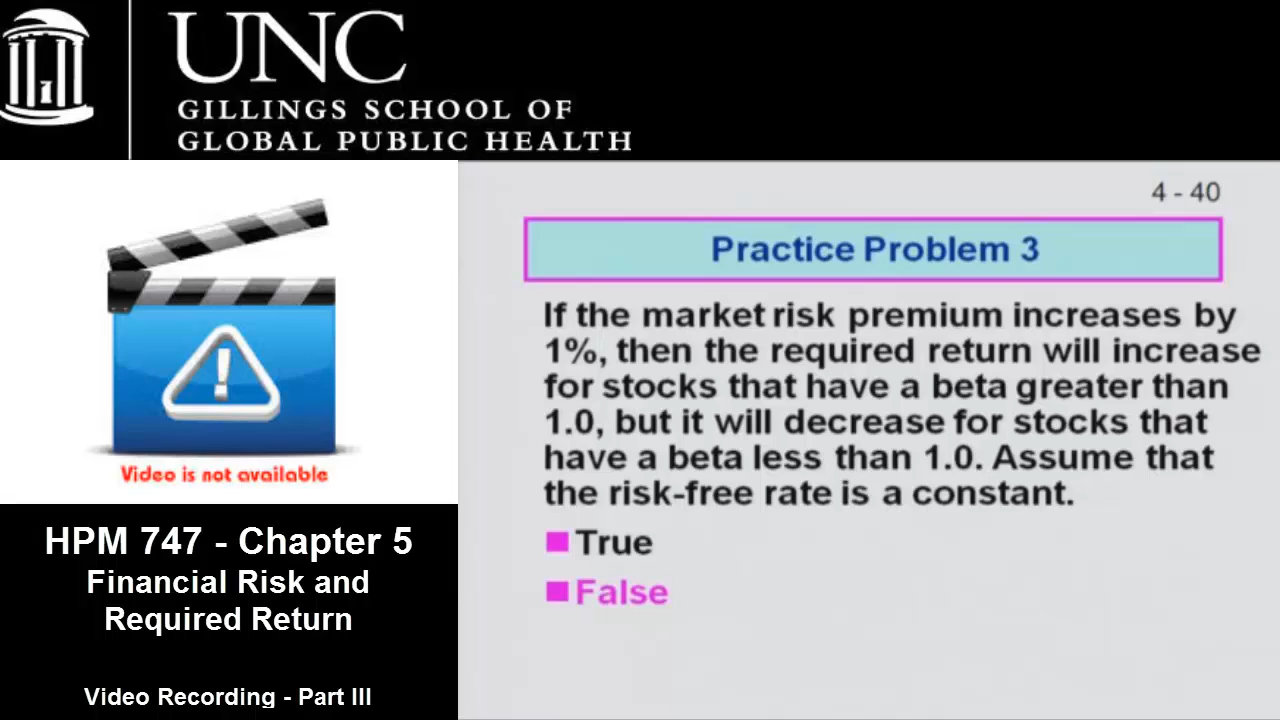 UNC
GILLINGS SCHOOL OF
GLOBAL PUBLIC HEALTH
Video is not available
HPM 747 - Chapter 5
Financial Risk and
Required Return
Video Recording - Part III
4 - 40
Practice Problem 3
If the market risk premium increases by
1%, then the required return will increase
for stocks that have a beta greater than
1.0, but it will decrease for stocks that
have a beta less than 1.0. Assume that
the risk-free rate is a constant.
True
False